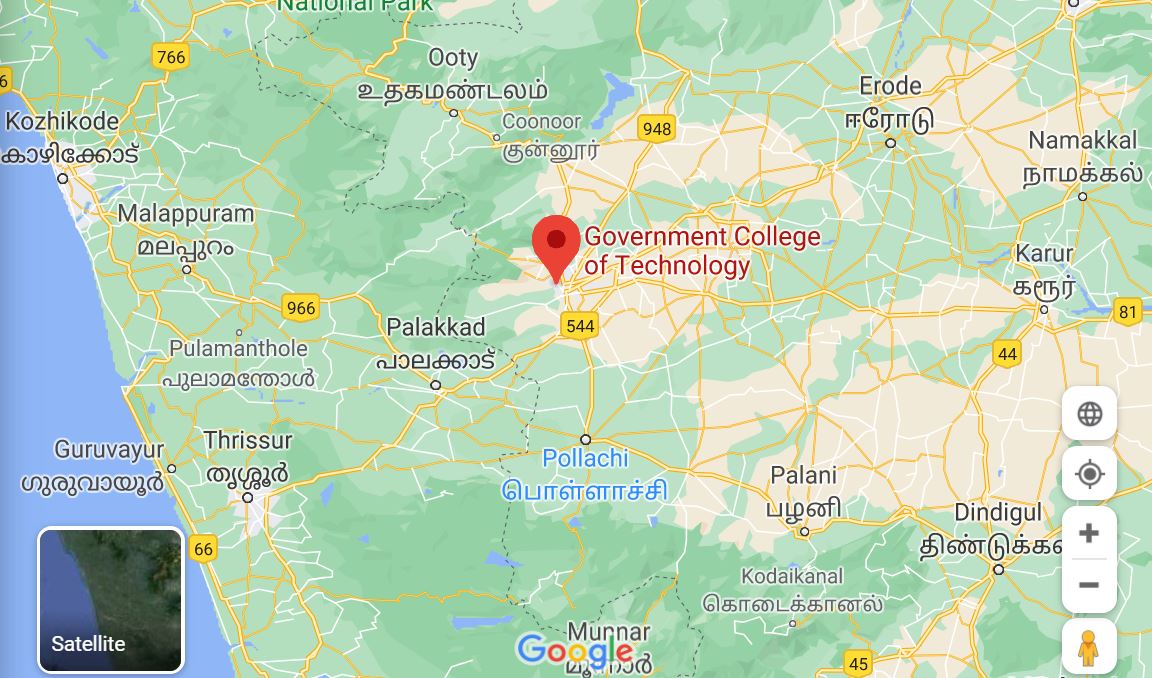 National Park
766
Ooty
உதகமண்டலம்
Erode
ஈரோடு
Kozhikode
കോഴിക്കോട്
Coonoor
குன்னூர்
948
Namakkal
நாமக்கல்
Malappuram
മലപ്പുറം
Government College
of Technology
Karur
கரூர்
966
Palakkad
പാലക്കാട്
544
81
Pulamanthole
പുലാമന്തോൾ
44
Guruvayur
ഗുരുവായൂർ
Thrissur
തൃശ്ശൂർ
Pollachi
பொள்ளாச்சி
Palani
பழனி
Dindigul
66
Kodaikanal
கொடைக்கானல்
Satellite
Munnar
Google
45